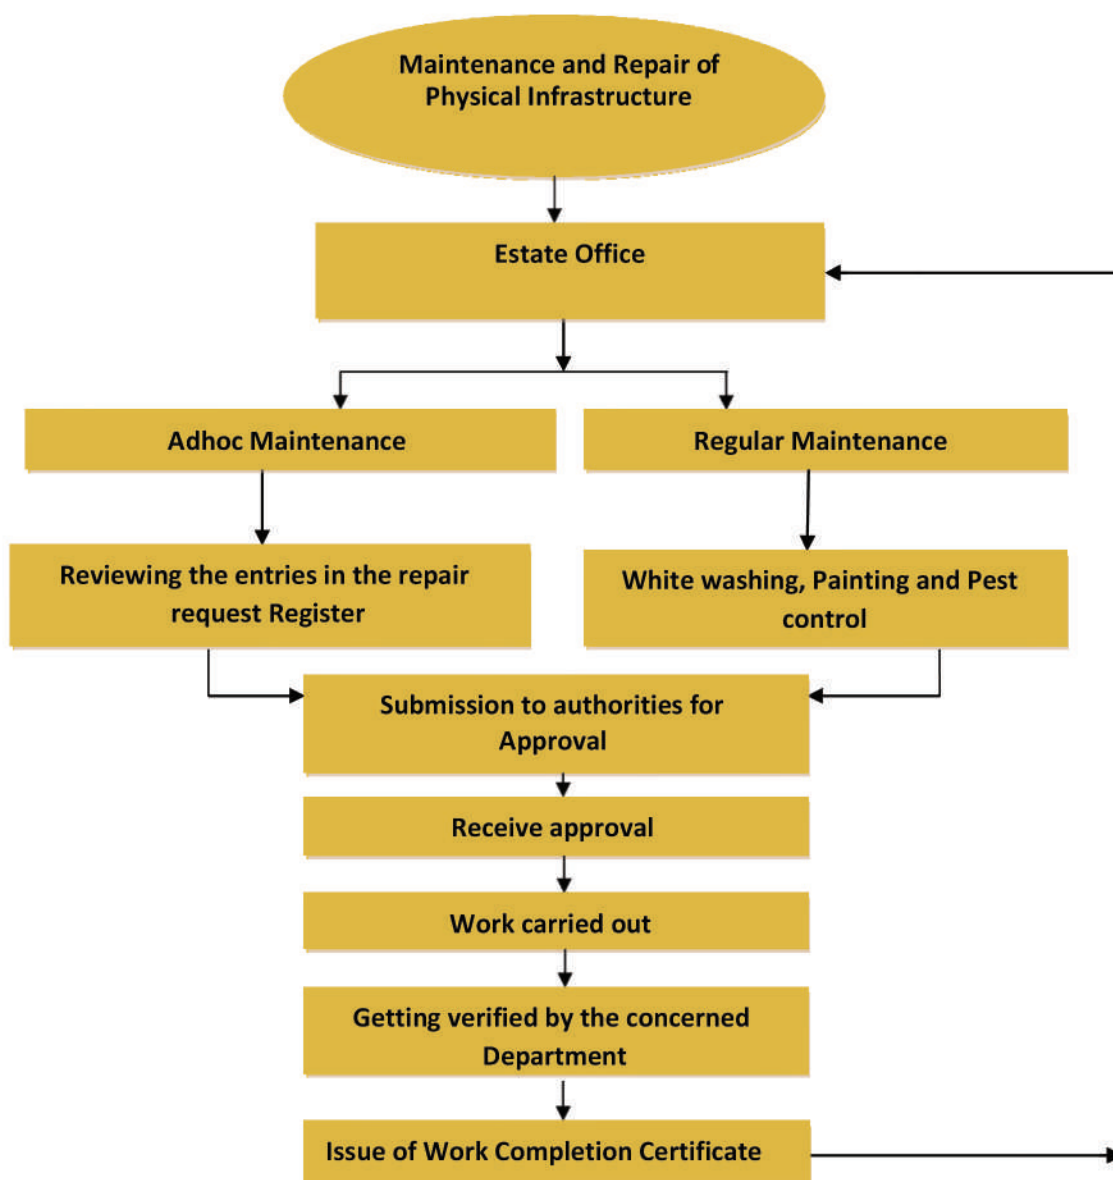 Maintenance and Repair of
Physical Infrastructure
Estate Office
Adhoc Maintenance
Regular Maintenance
Reviewing the entries in the repair
request Register
White washing, Painting and Pest
control
Submission to authorities for
Approval
Receive approval
Work carried out
Getting verified by the concerned
Department
Issue of Work Completion Certificate